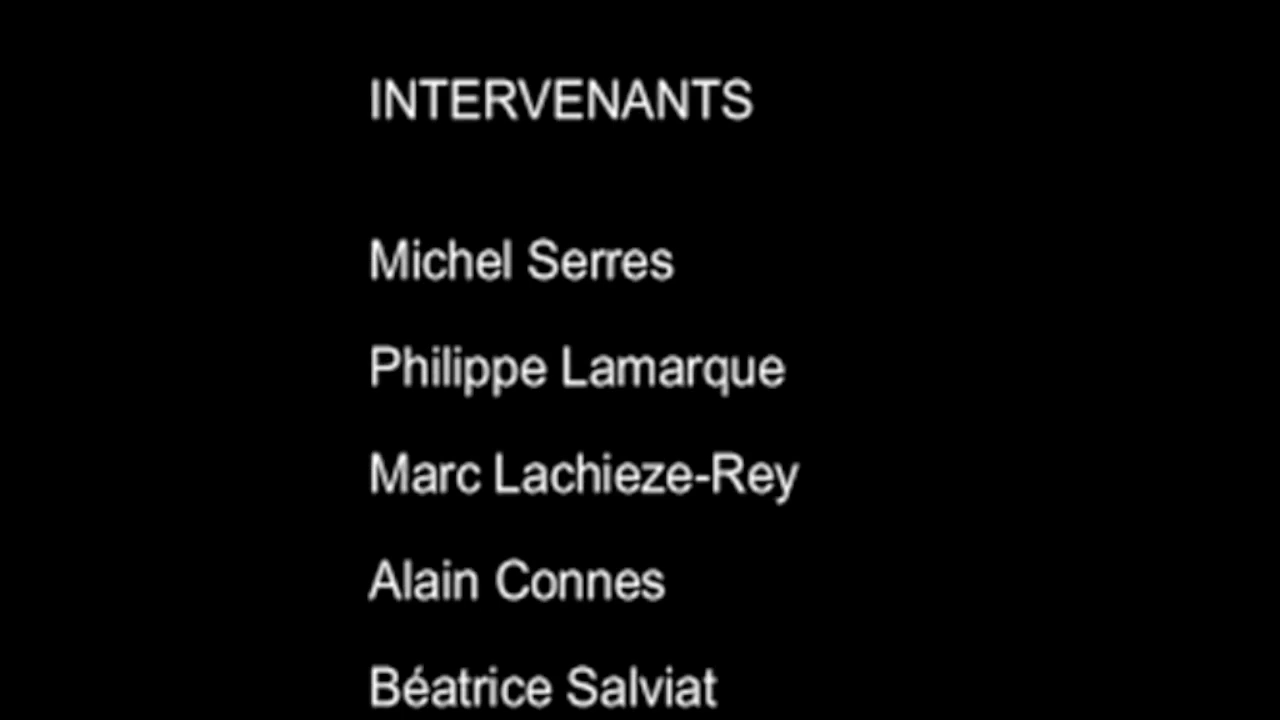 INTERVENANTS
Michel Serres
Philippe Lamarque
Marc Lachieze-Rey
Alain Connes
Béatrice Salviat